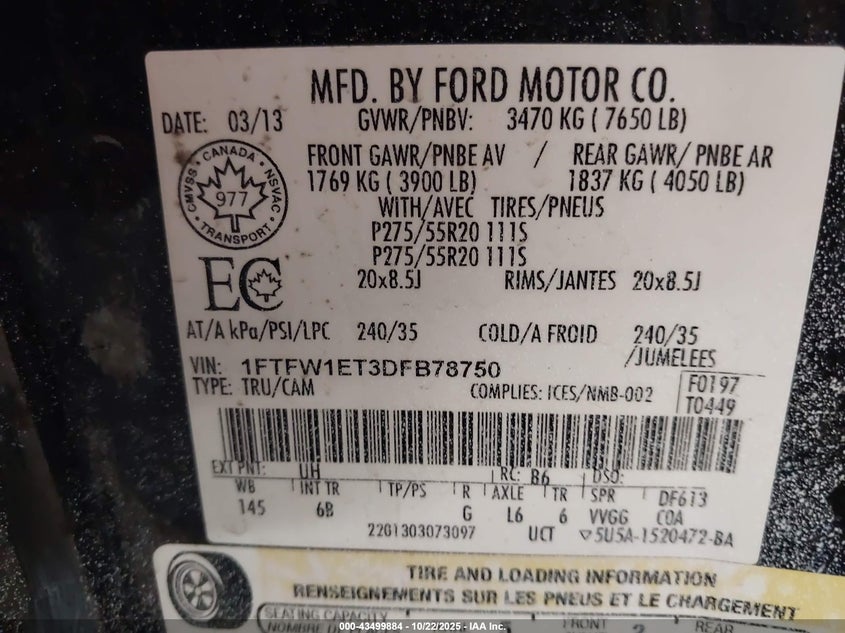 MFD. BY FORD MOTOR CO.
DATE: 03/13 GVWR/PNBV: 3470 KG ( 7650 LB)
FRONT GAWR/PNBE AV / REAR GAWR/ PNBE AR
1769 KG ( 3900 LB) 1837 KG ( 4050 LB)
WITH/AVEC TIRES/PNEUS
P275/55R20 111S
P275/55R20 111S
20x8.5J RIMS/JANTES 20x8.5J
CANADA
CMVSS NSVAC
977
TRANSPORT
EC
AT/A kPa/PSI/LPC 240/35 COLD/A FROID 240/35
/JUMELEES
VIN: 1FTFW1ET3DFB78750
TYPE: TRU/CAM COMPLIES: ICES/NMB-002
F0197
T0449
EXT PNT: UH RC: B6 DSO:
WB INT TR TP/PS R AXLE TR SPR DF613
145 6B G L6 6 VVGG C0A
2201303073097 UCT ▽5U5A-1520472-BA
TIRE AND LOADING INFORMATION
RENSEIGNEMENTS SUR LES PNEUS ET LE CHARGEMENT
SEATING CAPACITY FRONT REAR
NOMBRE
000-43499884 - 10/22/2025 - IAA Inc.